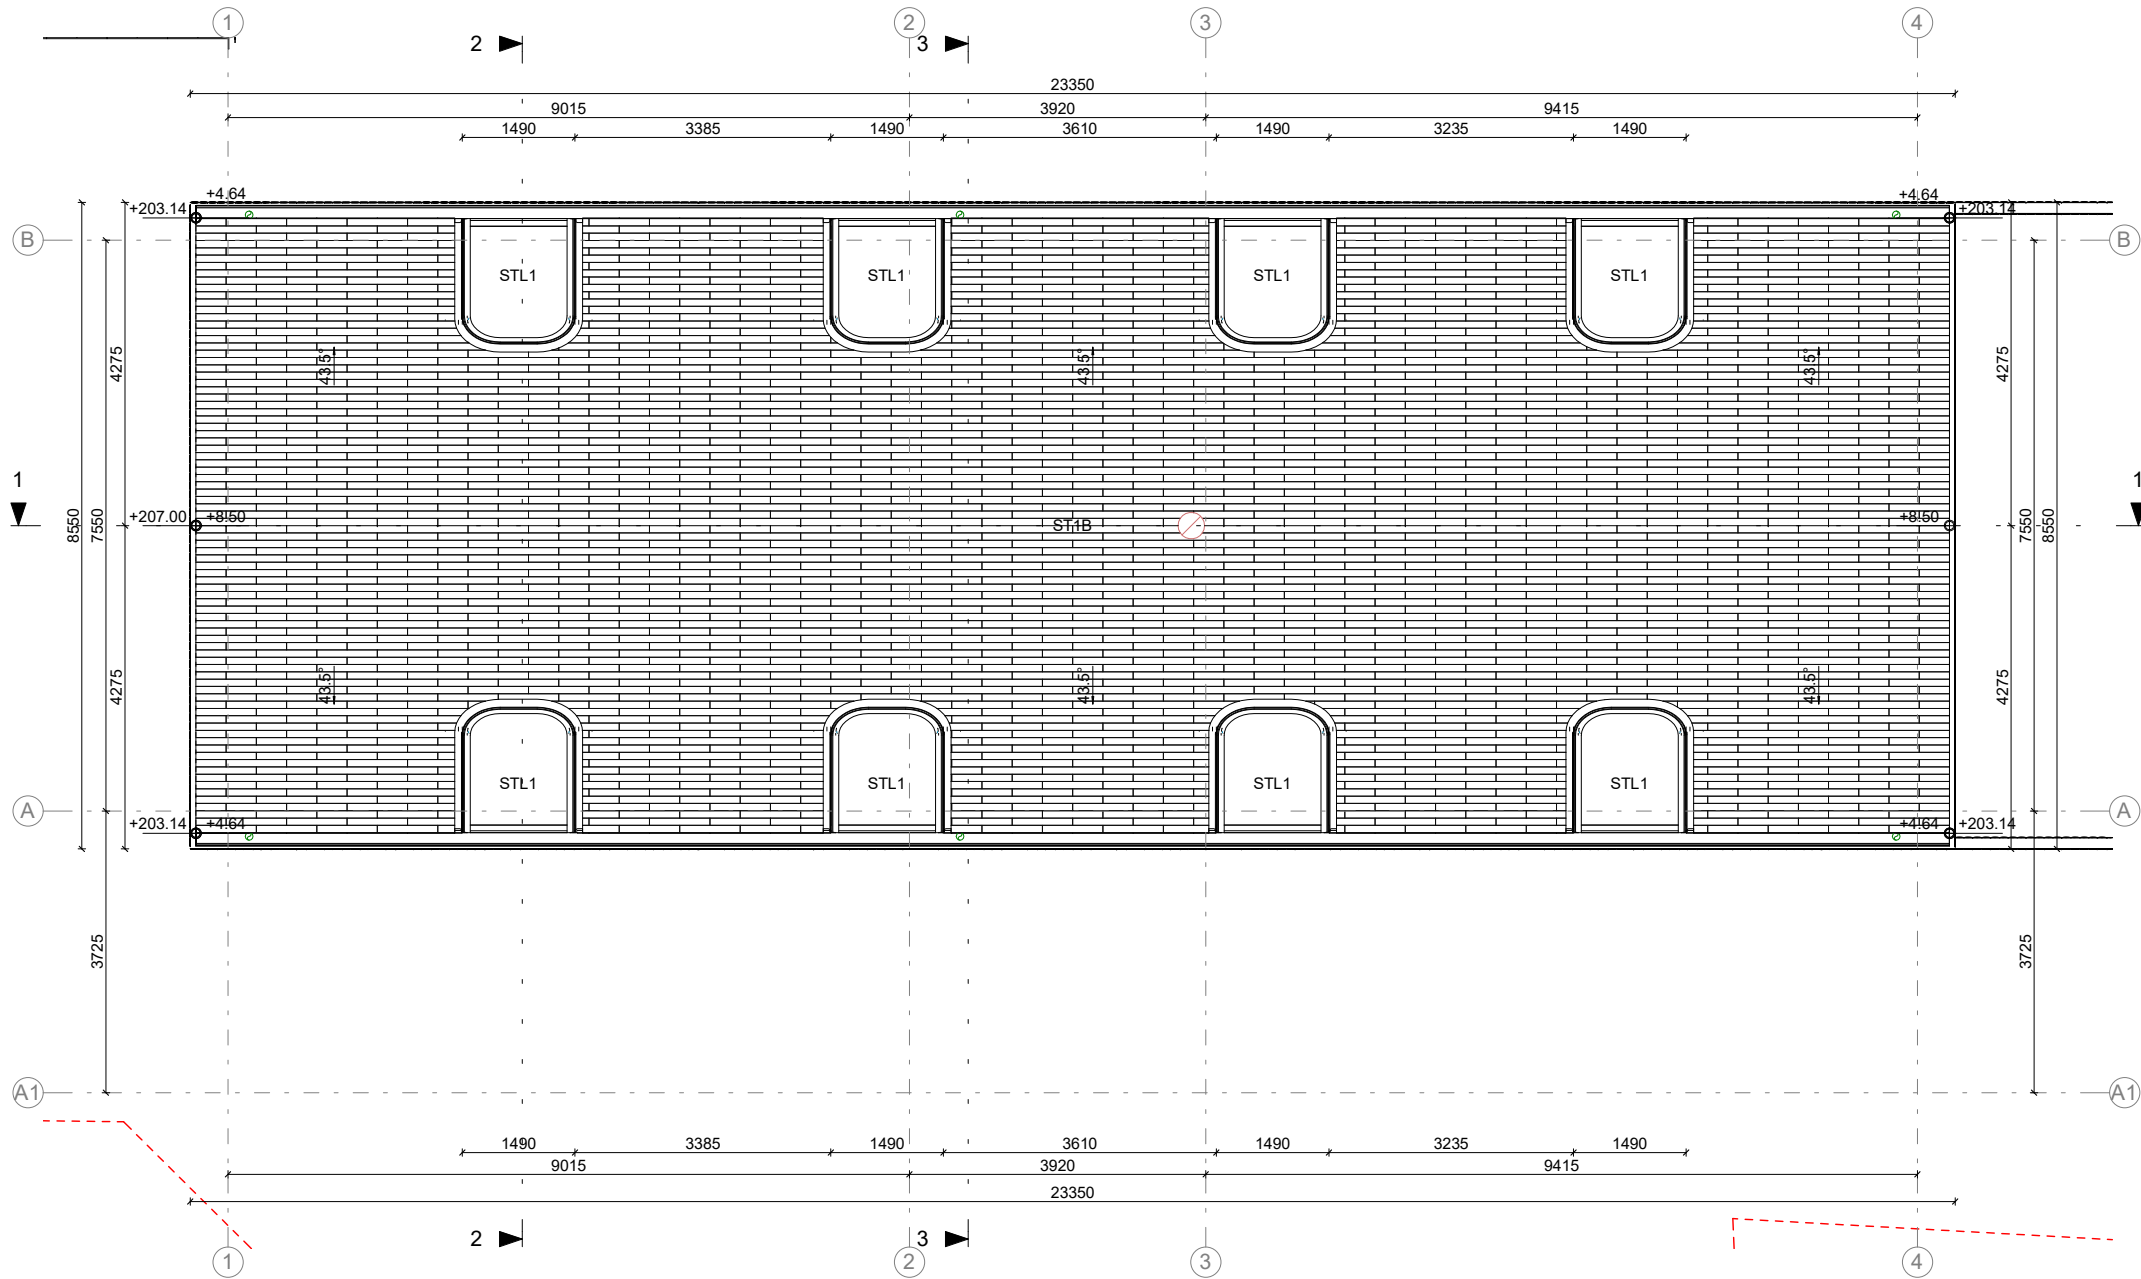 1 2 3 4
2 3
23350
9015 3920 9415
1490 3385 1490 3610 1490 3235 1490
+4.64 +4.64
+203.14 +203.14
B B
STL1 STL1 STL1 STL1
4275 43.5° 43.5° 43.5° 4275
1 1
8550 7550 +207.00 +8.50 ST1B +8.50 7550 8550
4275 43.5° 43.5° 43.5° 4275
STL1 STL1 STL1 STL1
A A
+203.14 +4.64 +4.64 +203.14
3725 3725
A1 A1
1490 3385 1490 3610 1490 3235 1490
9015 3920 9415
23350
2 3
1 2 3 4